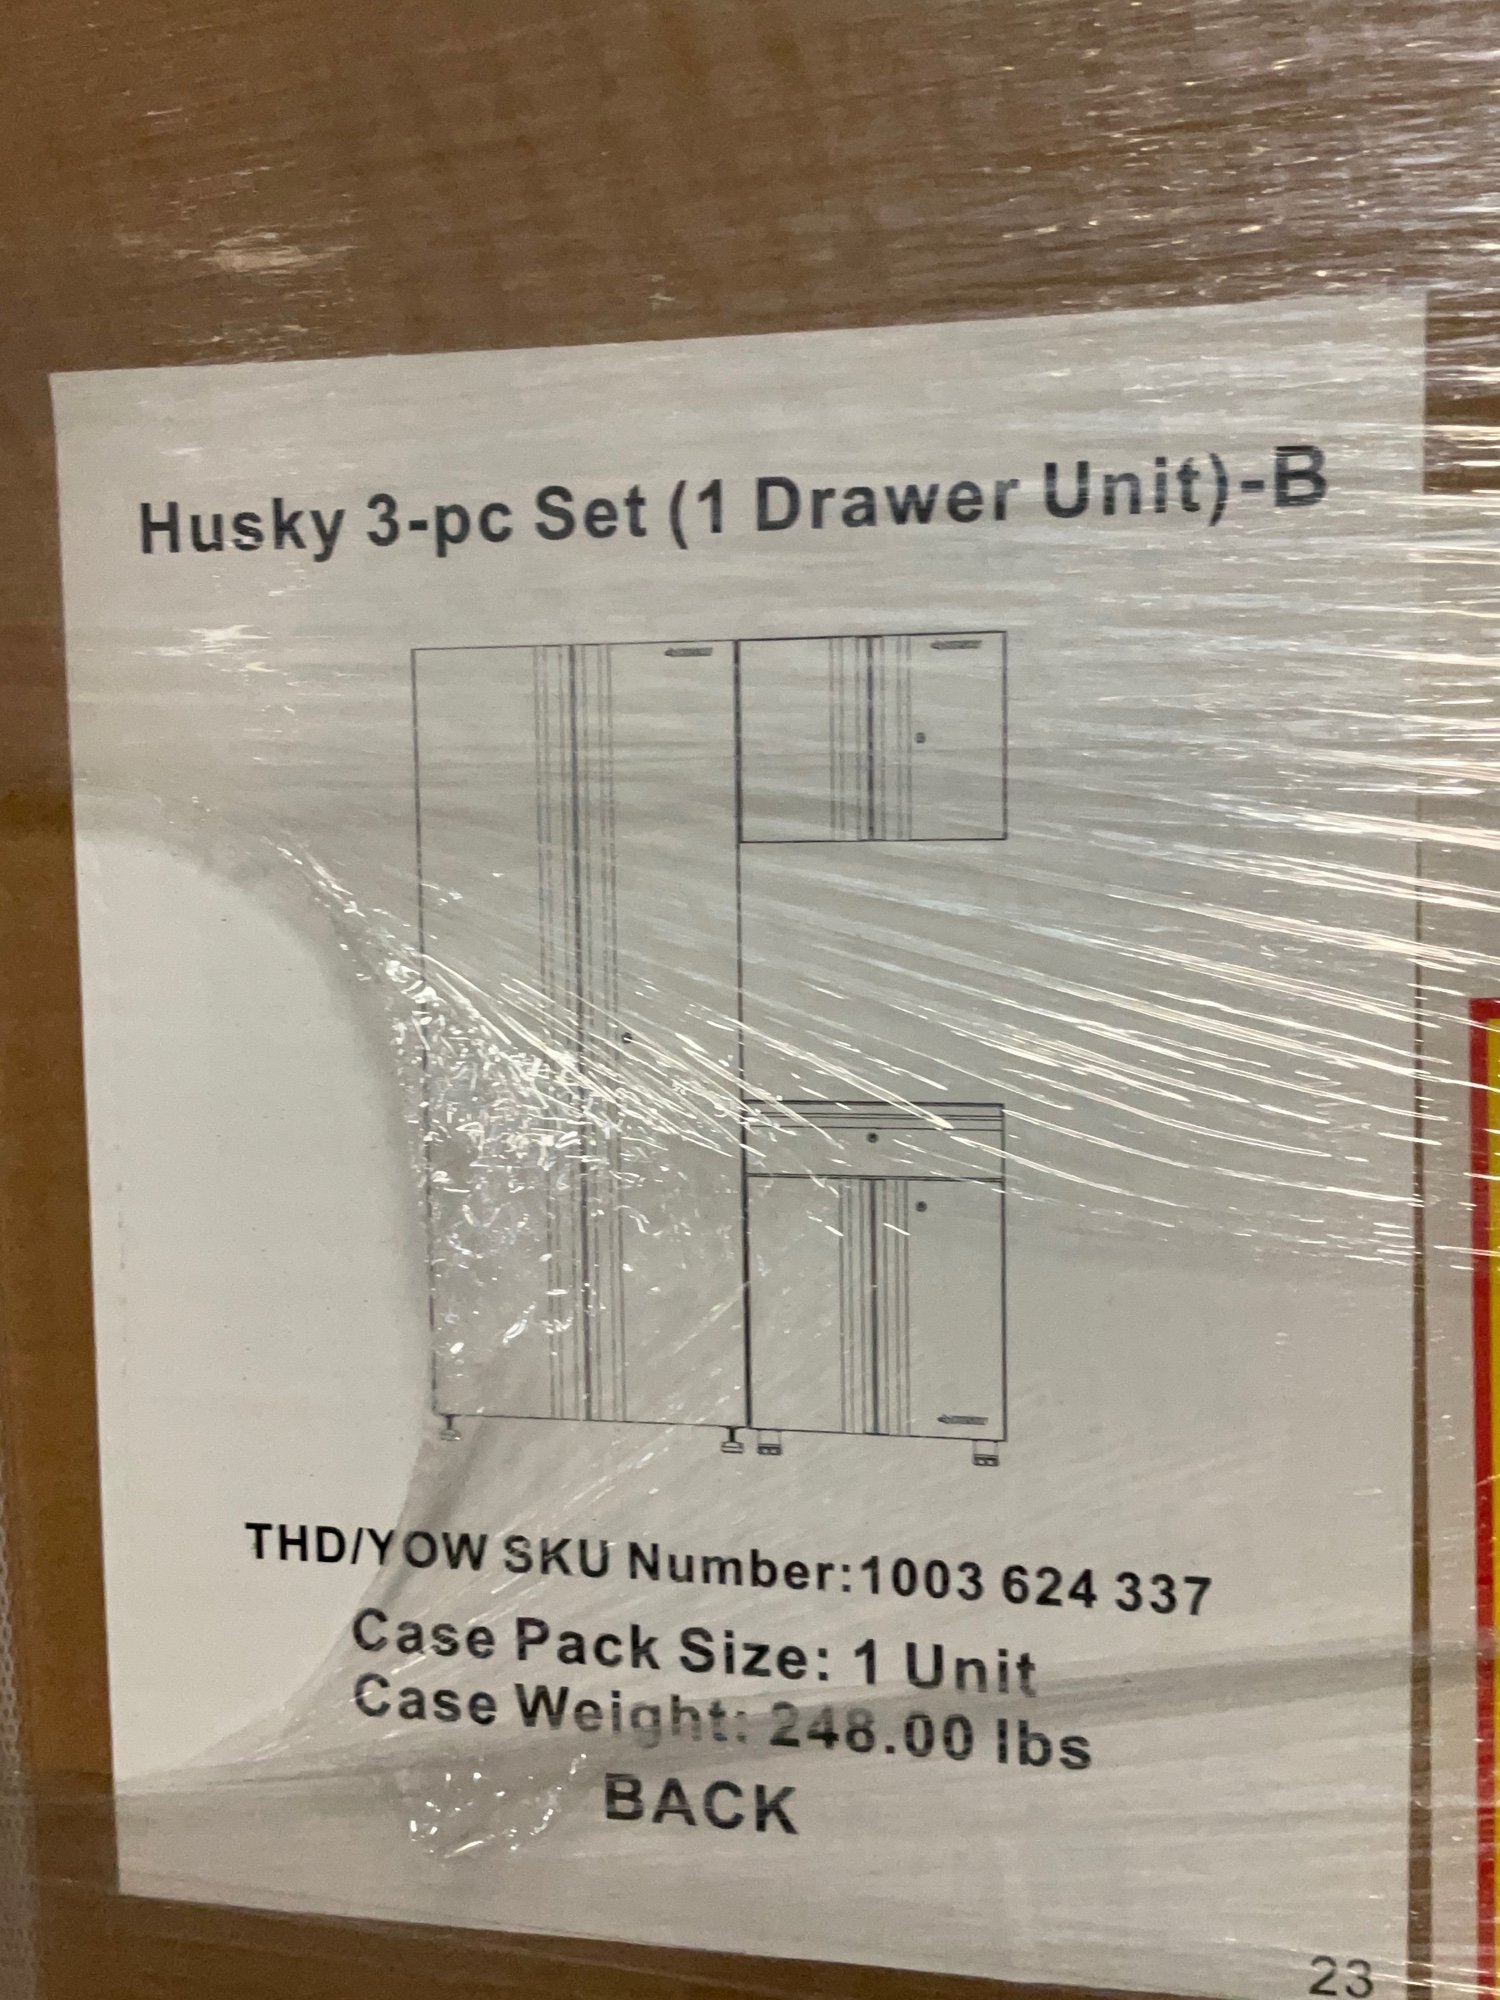 Husky 3-pc Set (1 Drawer Unit)-B
THD/YOW SKU Number:1003 624 337
Case Pack Size: 1 Unit
Case Weight: 248.00 lbs
BACK
23